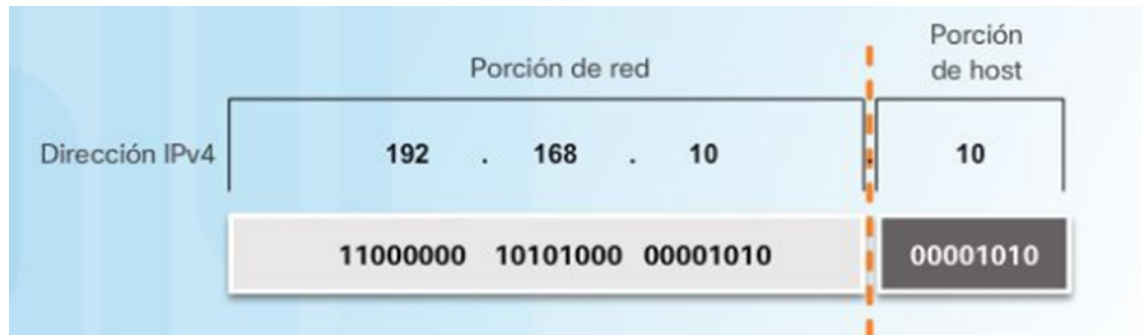 Porción de red
Porción
de host
Dirección IPv4
192 . 168 . 10 . 10
11000000 10101000 00001010 00001010